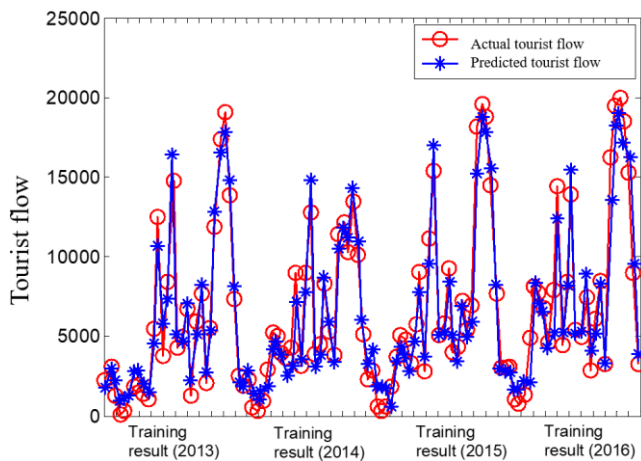 25000
20000
15000
10000
5000
0
Tourist flow
Actual tourist flow
Predicted tourist flow
Training
result (2013)
Training
result (2014)
Training
result (2015)
Training
result (2016)